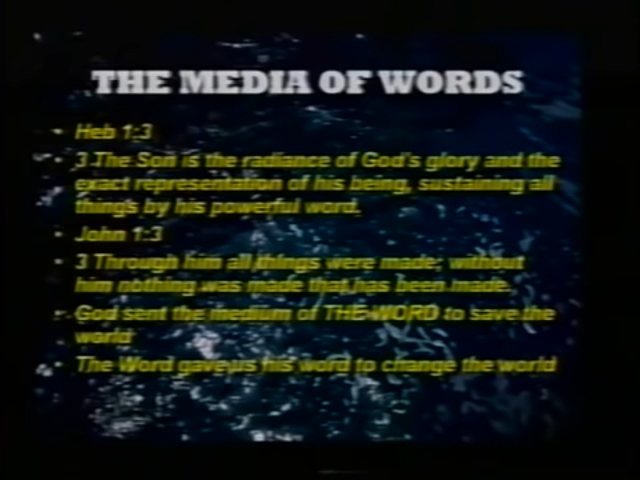 THE MEDIA OF WORDS
• Heb 1:3
• 3 The Son is the radiance of God's glory and the
exact representation of his being, sustaining all
things by his powerful word.
• John 1:3
• 3 Through him all things were made; without
him nothing was made that has been made.
• God sent the medium of THE WORD to save the
world
• The Word gave us his word to change the world